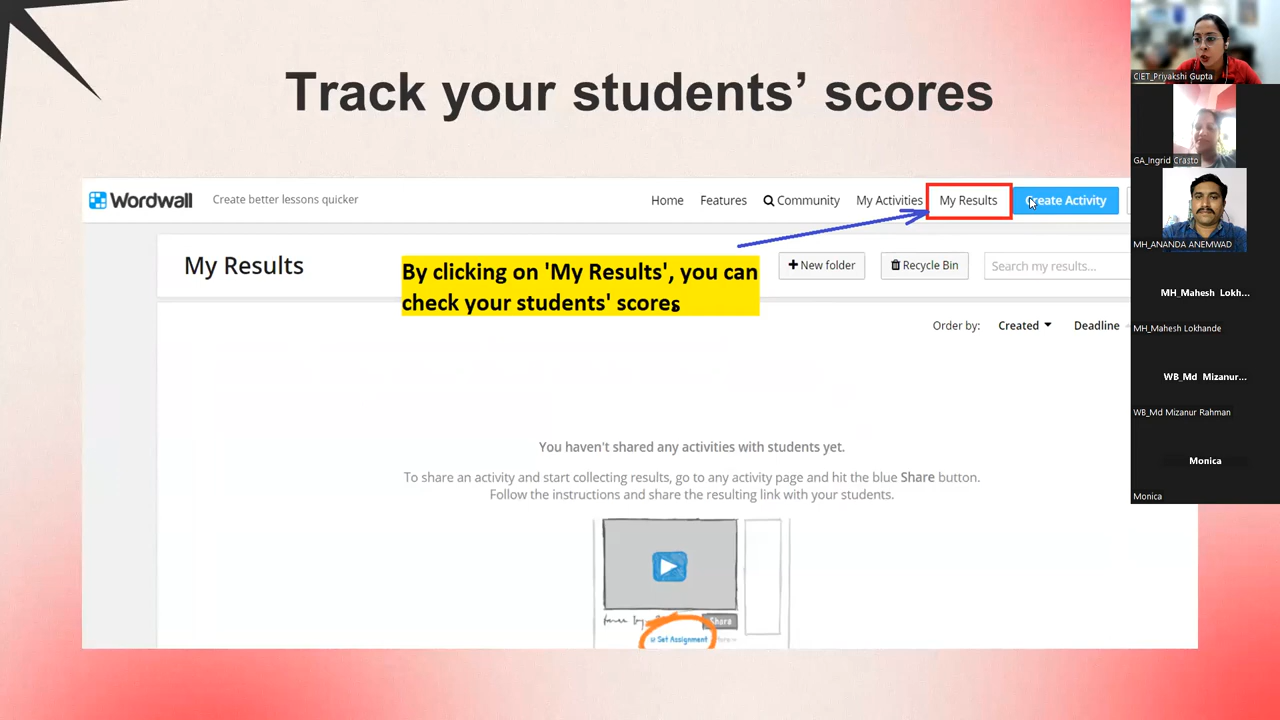 Track your students' scores
Wordwall Create better lessons quicker Home Features Community My Activities My Results Create Activity
My Results
By clicking on 'My Results', you can
check your students' scores
New folder Recycle Bin Search my results...
Order by: Created Deadline
You haven't shared any activities with students yet.
To share an activity and start collecting results, go to any activity page and hit the blue Share button.
Follow the instructions and share the resulting link with your students.
Share
Set Assignment
CIET_Priyakshi Gupta
GA_Ingrid Crasto
MH_ANANDA ANEMWAD
MH_Mahesh Lokh...
MH_Mahesh Lokhande
WB_Md Mizanur...
WB_Md Mizanur Rahman
Monica
Monica